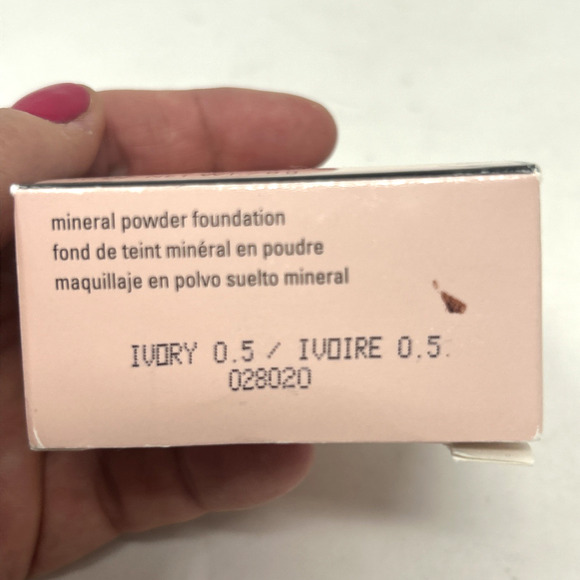 mineral powder foundation
fond de teint minéral en poudre
maquillaje en polvo suelto mineral
IVORY 0.5 / IVOIRE 0.5
028020